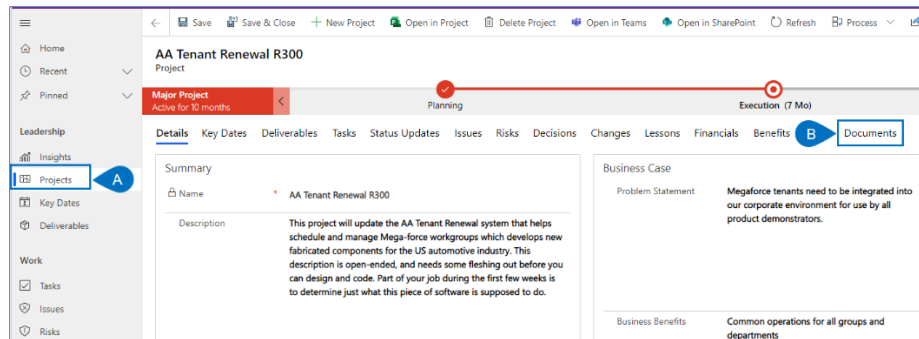 Save
Save & Close
New Project
Open in Project
Delete Project
Open in Teams
Open in SharePoint
Refresh
Process
Home
Recent
Pinned
Leadership
Insights
Projects
A
Key Dates
Deliverables
Work
Tasks
Issues
Risks
AA Tenant Renewal R300
Project
Major Project
Active for 10 months
Planning
Execution (7 Mo)
Details
Key Dates
Deliverables
Tasks
Status Updates
Issues
Risks
Decisions
Changes
Lessons
Financials
Benefits
B
Documents
Summary
Name
*
AA Tenant Renewal R300
Description
This project will update the AA Tenant Renewal system that helps
schedule and manage Mega-force workgroups which develops new
fabricated components for the US automotive industry. This
description is open-ended, and needs some fleshing out before you
can design and code. Part of your job during the first few weeks is
to determine just what this piece of software is supposed to do.
Business Case
Problem Statement
Megaforce tenants need to be integrated into
our corporate environment for use by all
product demonstrators.
Business Benefits
Common operations for all groups and
departments